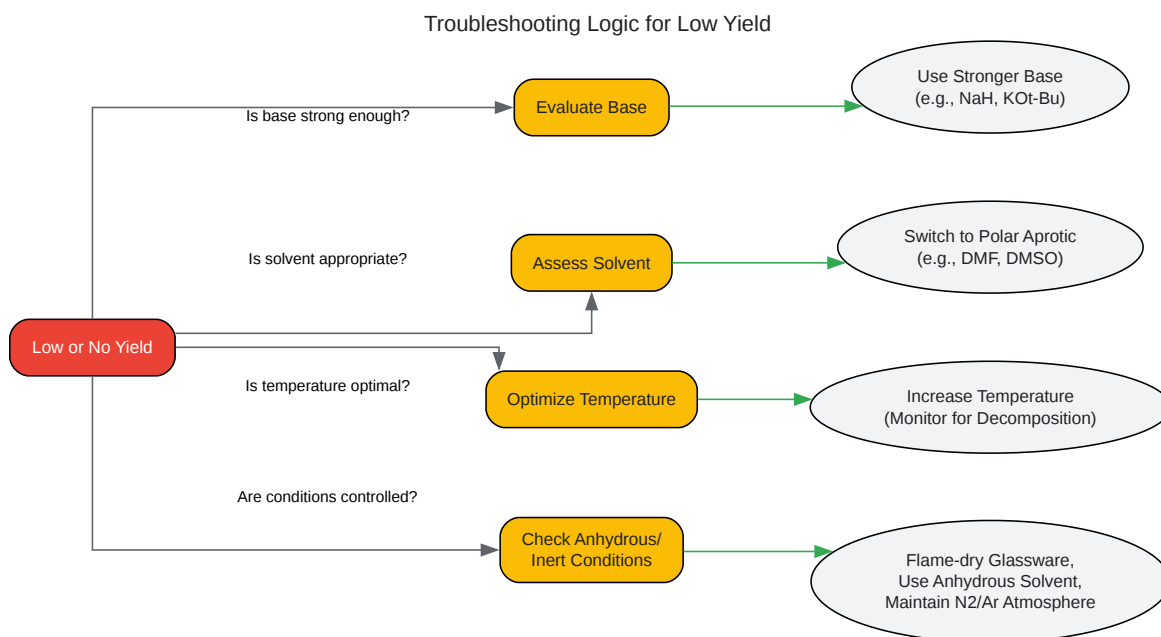 Troubleshooting Logic for Low Yield
Is base strong enough?
Evaluate Base
Use Stronger Base
(e.g., NaH, KOt-Bu)
Is solvent appropriate?
Assess Solvent
Switch to Polar Aprotic
(e.g., DMF, DMSO)
Low or No Yield
Is temperature optimal?
Optimize Temperature
Increase Temperature
(Monitor for Decomposition)
Are conditions controlled?
Check Anhydrous/
Inert Conditions
Flame-dry Glassware,
Use Anhydrous Solvent,
Maintain N2/Ar Atmosphere